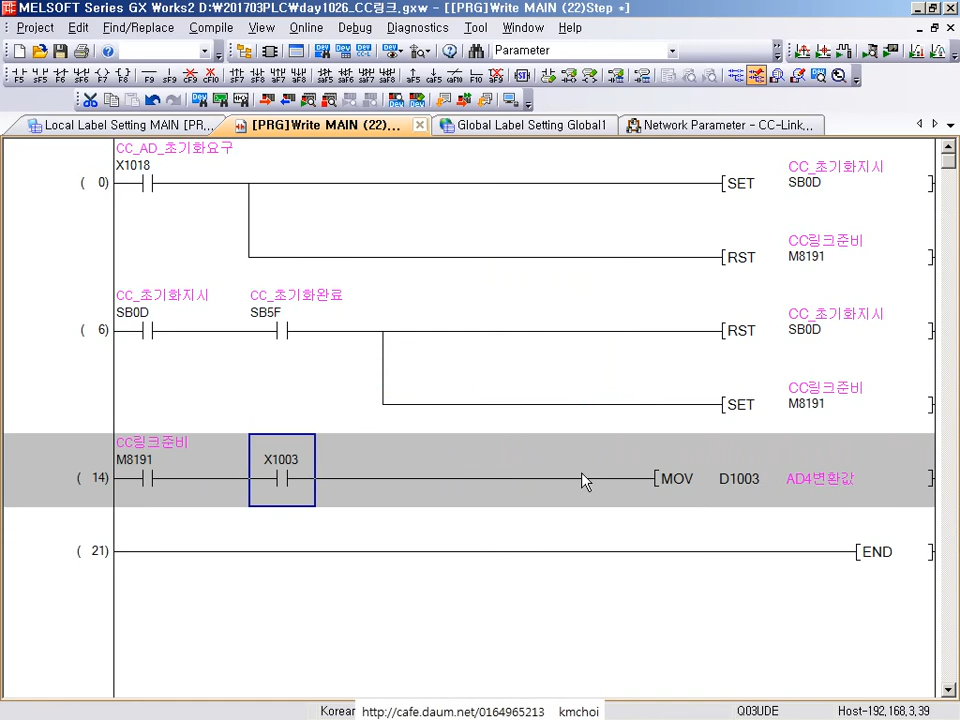 MELSOFT Series GX Works2 D:\201703PLC\day1026_CC링크.gxw - [[PRG]Write MAIN (22)Step *]
Project Edit Find/Replace Compile View Online Debug Diagnostics Tool Window Help
Parameter
Local Label Setting MAIN [PR... [PRG]Write MAIN (22)... Global Label Setting Global1 Network Parameter - CC-Link...
CC_AD_초기화요구
X1018
CC_초기화지시
( 0) SET SB0D
CC링크준비
RST M8191
CC_초기화지시 CC_초기화완료
SB0D SB5F
CC_초기화지시
( 6) RST SB0D
CC링크준비
SET M8191
CC링크준비
M8191 X1003
( 14) MOV D1003 AD4변환값
( 21) END
Korean http://cafe.daum.net/0164965213 kmchoi Q03UDE Host-192,168,3,39